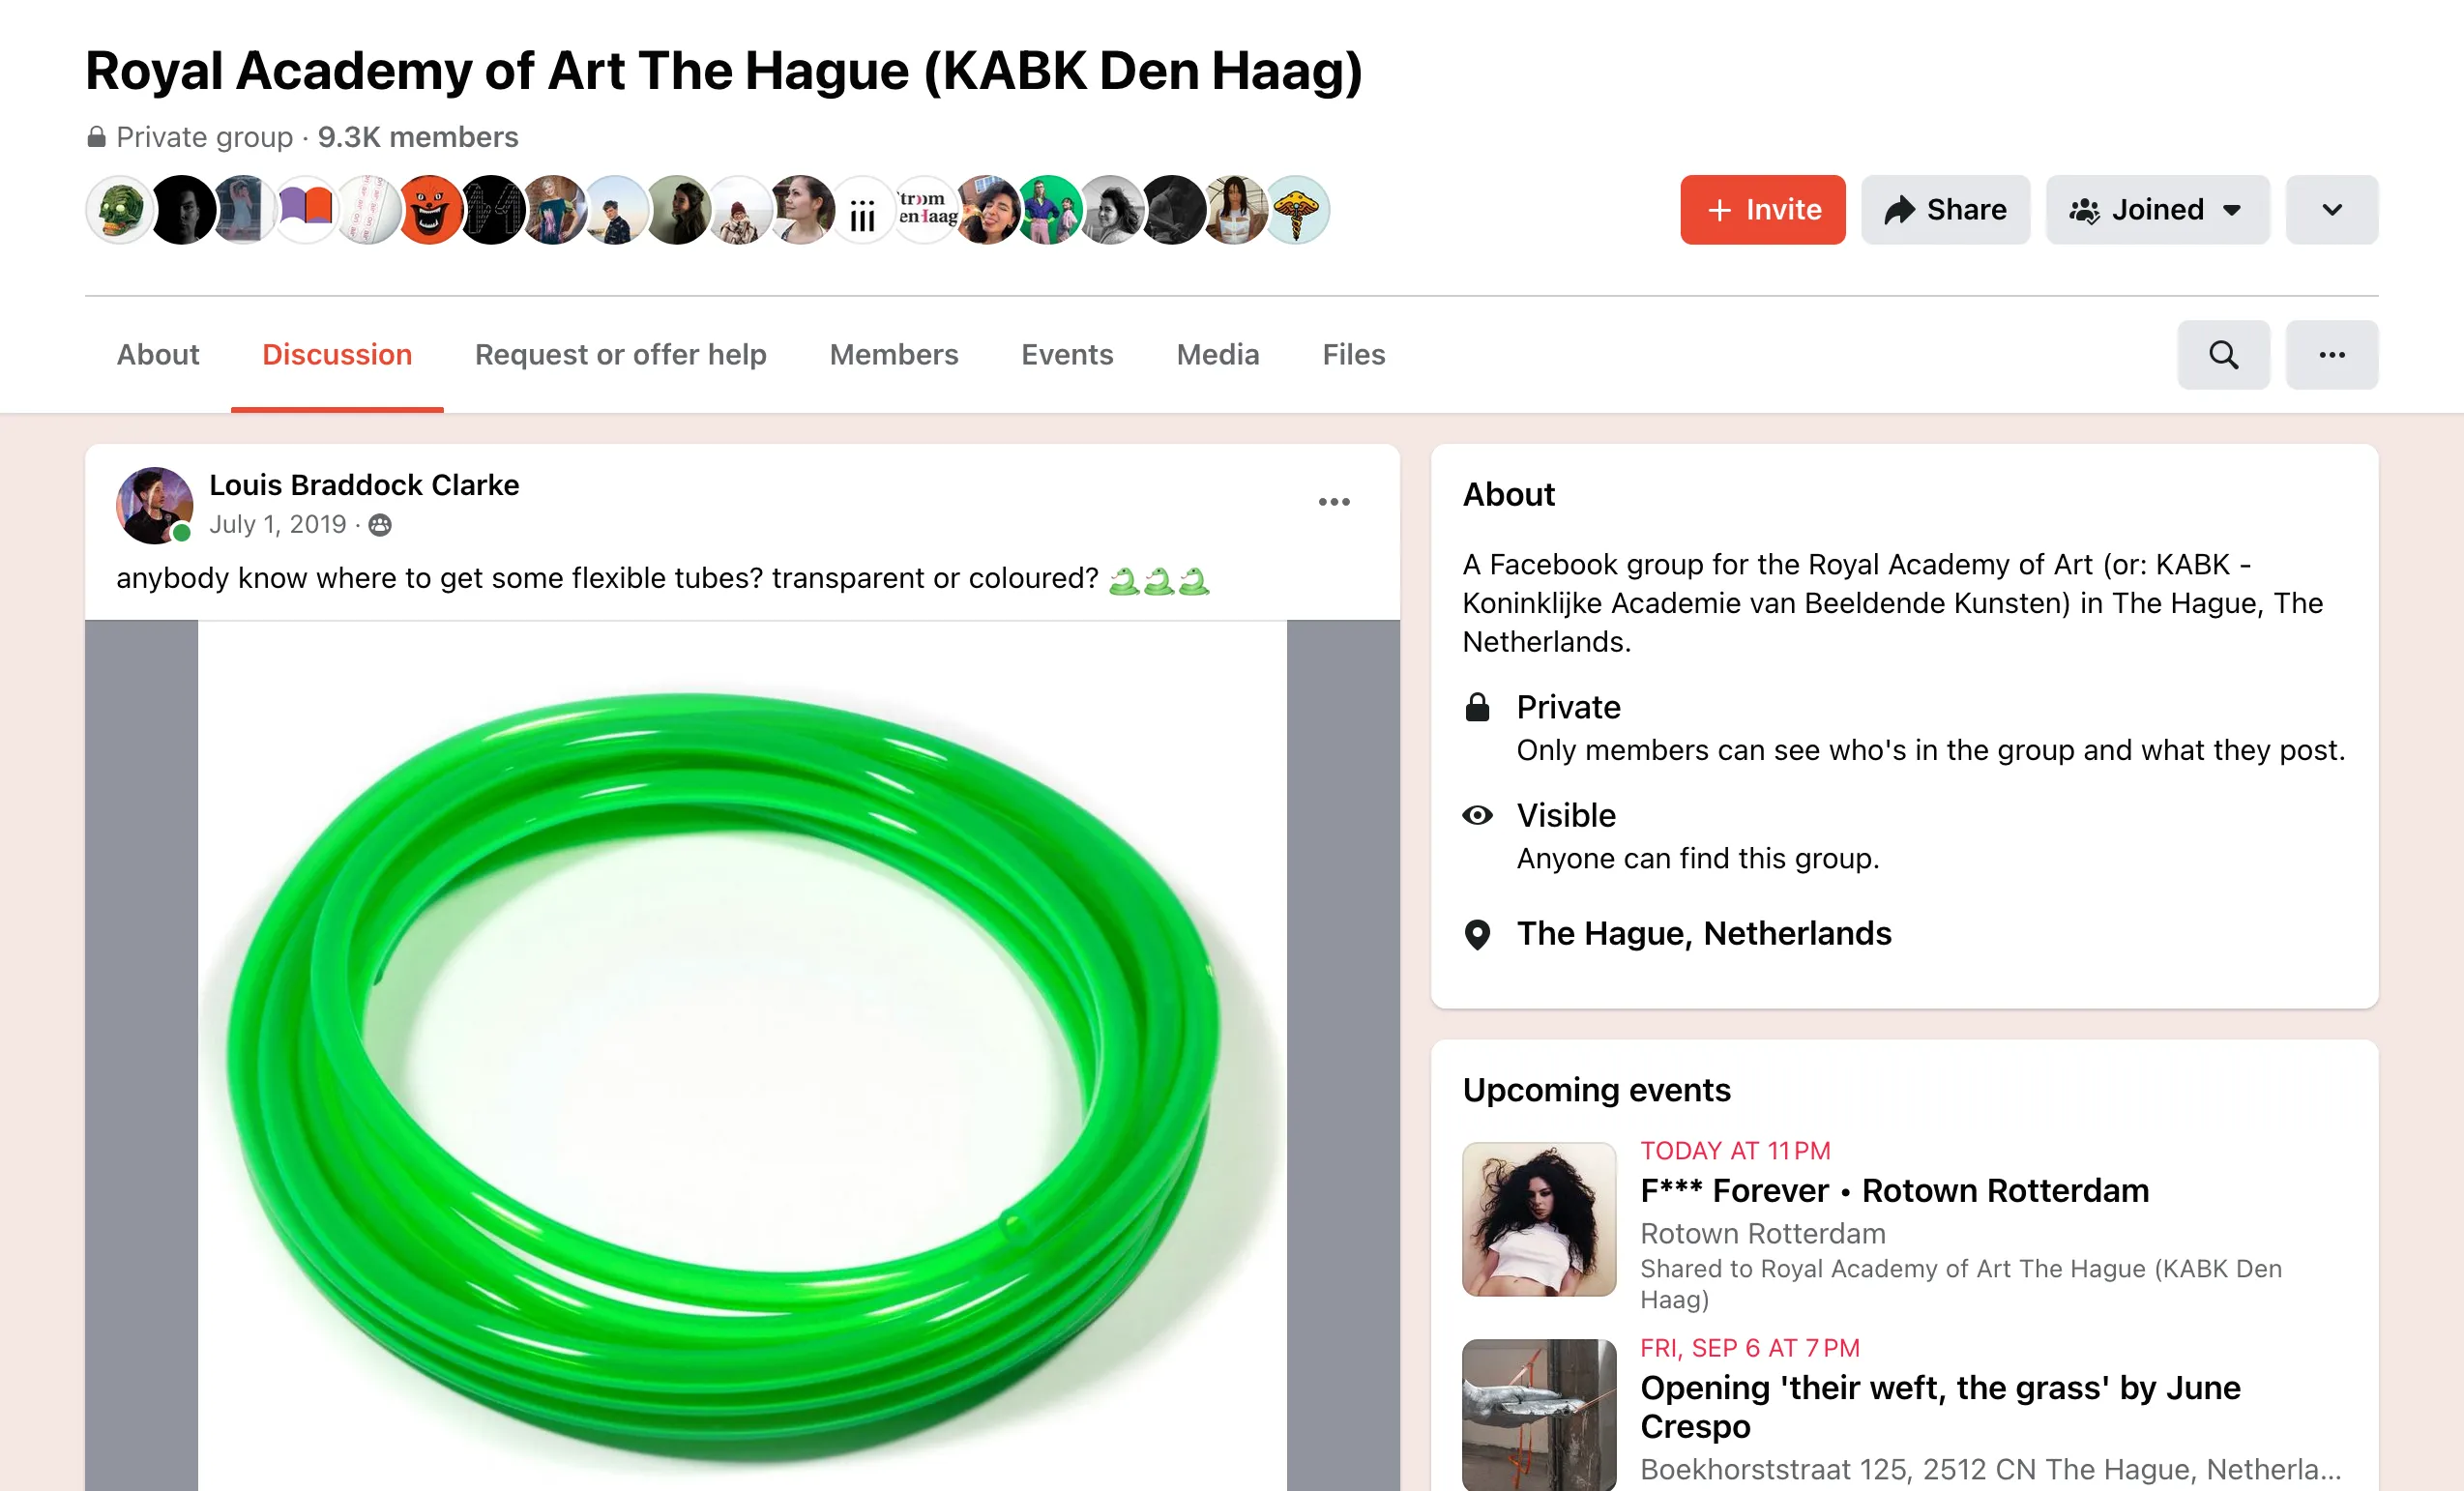 Royal Academy of Art The Hague (KABK Den Haag)
Private group · 9.3K members
iii
'trɔɔm
en-laag
+ Invite
Share
Joined
About
Discussion
Request or offer help
Members
Events
Media
Files
Louis Braddock Clarke
July 1, 2019 ·
anybody know where to get some flexible tubes? transparent or coloured? 🐍🐍🐍
About
A Facebook group for the Royal Academy of Art (or: KABK -
Koninklijke Academie van Beeldende Kunsten) in The Hague, The
Netherlands.
Private
Only members can see who's in the group and what they post.
Visible
Anyone can find this group.
The Hague, Netherlands
Upcoming events
TODAY AT 11 PM
F*** Forever • Rotown Rotterdam
Rotown Rotterdam
Shared to Royal Academy of Art The Hague (KABK Den
Haag)
FRI, SEP 6 AT 7 PM
Opening 'their weft, the grass' by June
Crespo
Boekhorststraat 125, 2512 CN The Hague, Netherla...